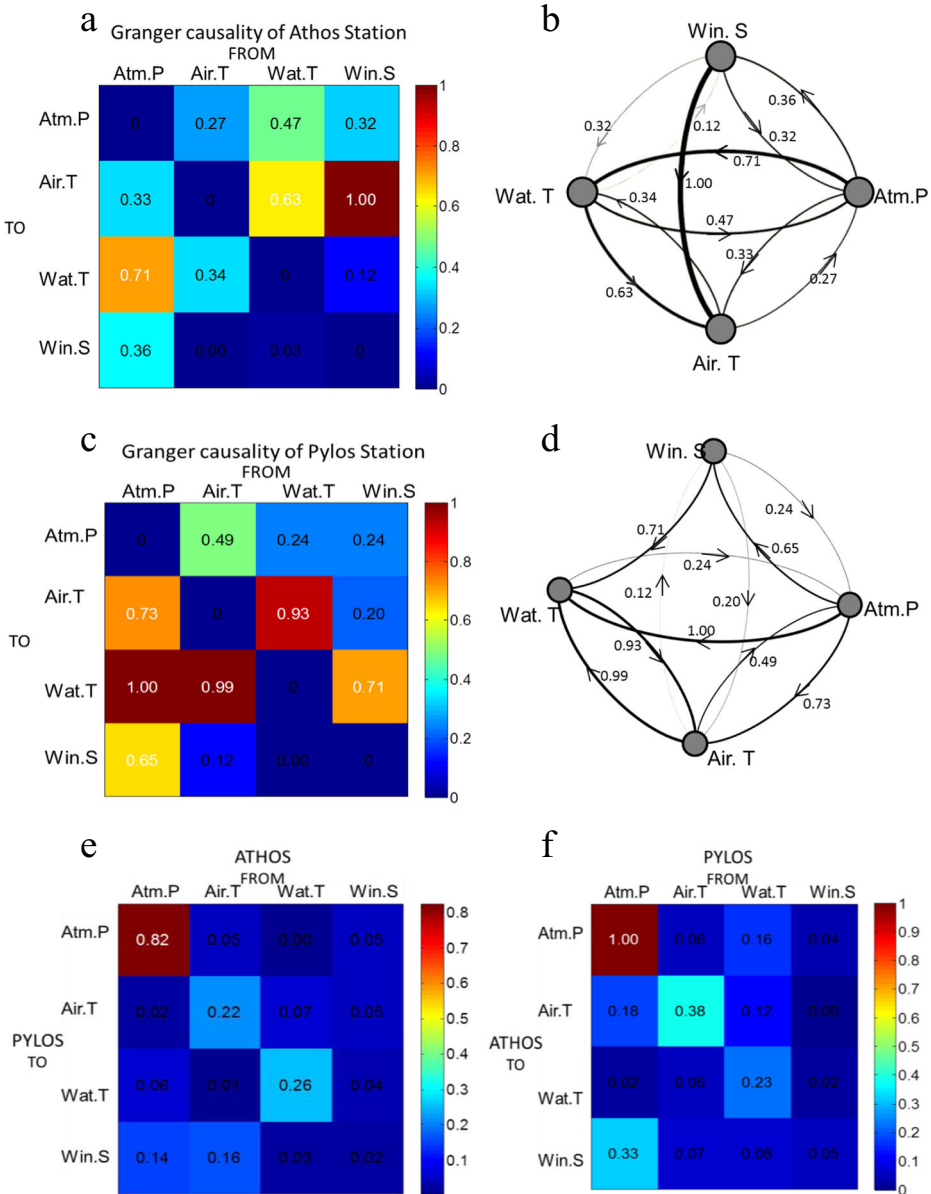 a
Granger causality of Athos Station
FROM
Atm.P Air.T Wat.T Win.S
TO
Atm.P 0 0.27 0.47 0.32
Air.T 0.33 0 0.63 1.00
Wat.T 0.71 0.34 0 0.12
Win.S 0.36 0.00 0.03 0
1
0.8
0.6
0.4
0.2
0
b
Win. S
0.36
0.12
0.32
0.32
0.71
Wat. T
1.00
Atm.P
0.34
0.47
0.33
0.27
0.63
Air. T
c
Granger causality of Pylos Station
FROM
Atm.P Air.T Wat.T Win.S
TO
Atm.P 0 0.49 0.24 0.24
Air.T 0.73 0 0.93 0.20
Wat.T 1.00 0.99 0 0.71
Win.S 0.65 0.12 0.00 0
1
0.8
0.6
0.4
0.2
0
d
Win. S
0.24
0.71
0.65
0.24
0.12
0.20
Wat. T
Atm.P
1.00
0.93
0.99
0.49
0.73
Air. T
e
ATHOS
FROM
Atm.P Air.T Wat.T Win.S
PYLOS
TO
Atm.P 0.82 0.05 0.00 0.05
Air.T 0.02 0.22 0.07 0.05
Wat.T 0.06 0.01 0.26 0.04
Win.S 0.14 0.16 0.03 0.02
0.8
0.7
0.6
0.5
0.4
0.3
0.2
0.1
f
PYLOS
FROM
Atm.P Air.T Wat.T Win.S
ATHOS
TO
Atm.P 1.00 0.06 0.16 0.04
Air.T 0.18 0.38 0.12 0.00
Wat.T 0.02 0.06 0.23 0.02
Win.S 0.33 0.07 0.08 0.05
1
0.9
0.8
0.7
0.6
0.5
0.4
0.3
0.2
0.1
0